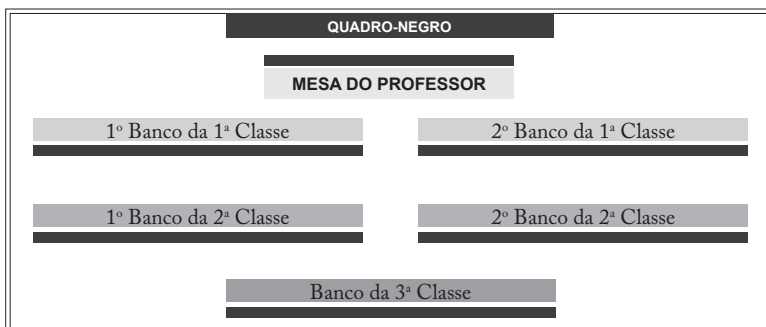 QUADRO-NEGRO
MESA DO PROFESSOR
1º Banco da 1ª Classe
2º Banco da 1ª Classe
1º Banco da 2ª Classe
2º Banco da 2ª Classe
Banco da 3ª Classe